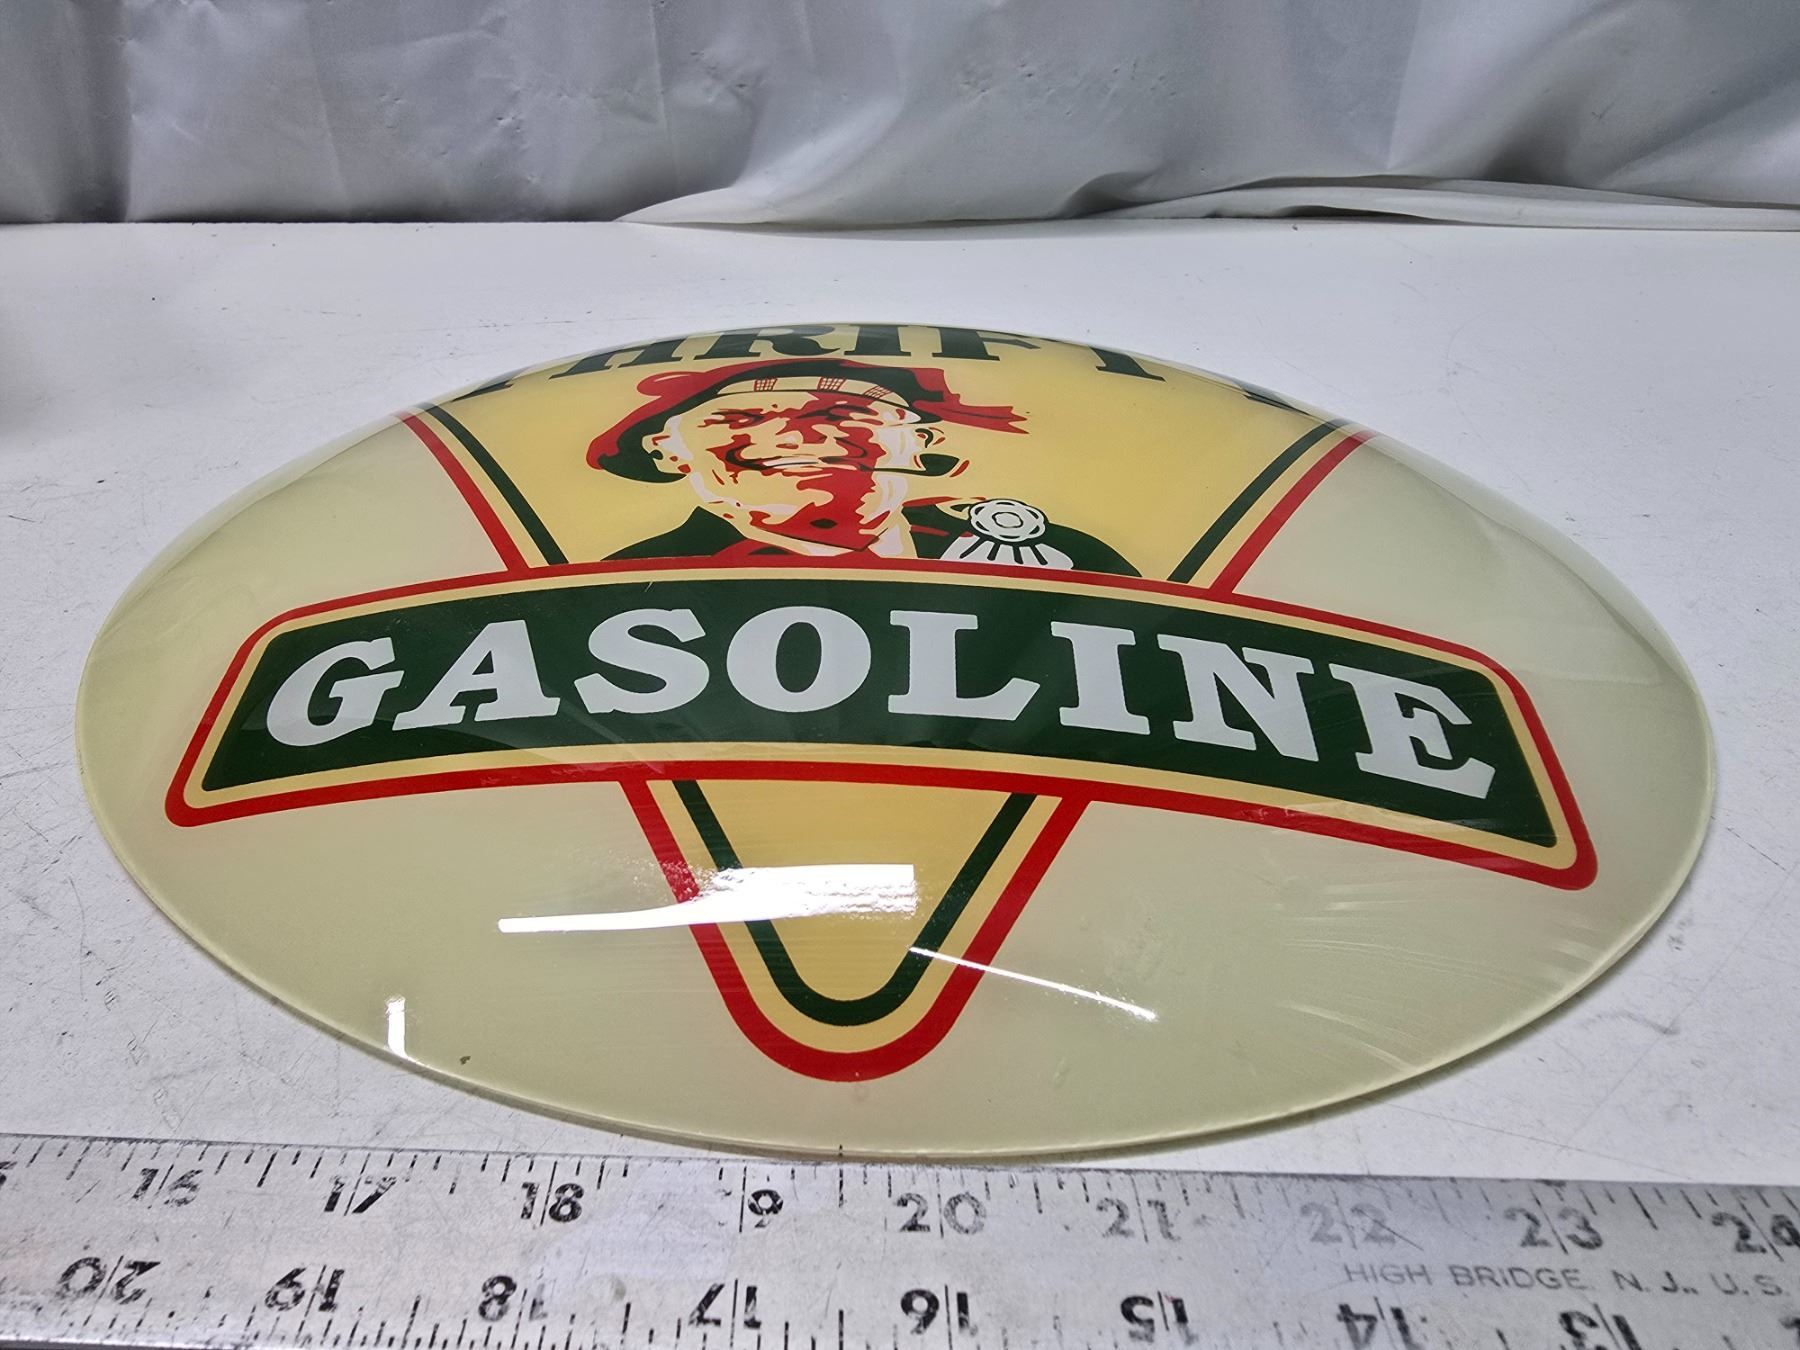 THRIFTY
GASOLINE
16 17 18 19 20 21 22 23 24
HIGH BRIDGE N. J., U. S.
20 19 18 17 16 15 14 13